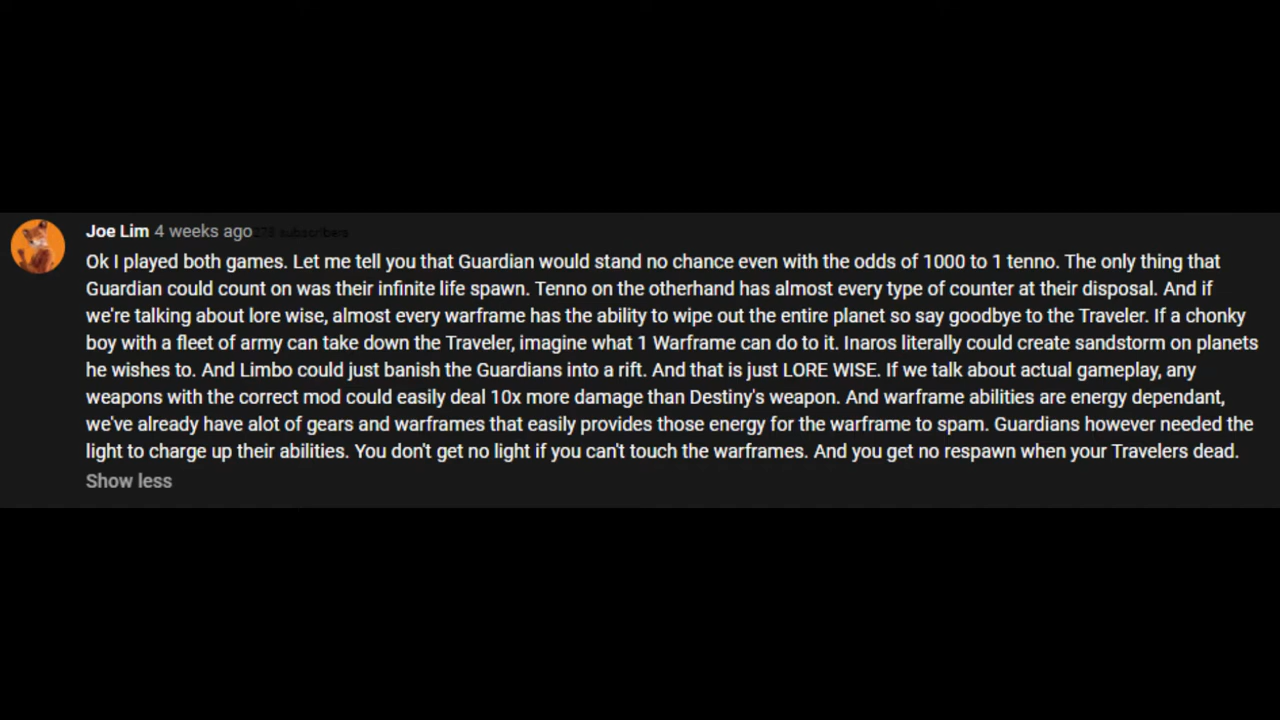 Joe Lim 4 weeks ago 273 subscribers
Ok I played both games. Let me tell you that Guardian would stand no chance even with the odds of 1000 to 1 tenno. The only thing that
Guardian could count on was their infinite life spawn. Tenno on the otherhand has almost every type of counter at their disposal. And if
we're talking about lore wise, almost every warframe has the ability to wipe out the entire planet so say goodbye to the Traveler. If a chonky
boy with a fleet of army can take down the Traveler, imagine what 1 Warframe can do to it. Inaros literally could create sandstorm on planets
he wishes to. And Limbo could just banish the Guardians into a rift. And that is just LORE WISE. If we talk about actual gameplay, any
weapons with the correct mod could easily deal 10x more damage than Destiny's weapon. And warframe abilities are energy dependant,
we've already have alot of gears and warframes that easily provides those energy for the warframe to spam. Guardians however needed the
light to charge up their abilities. You don't get no light if you can't touch the warframes. And you get no respawn when your Travelers dead.
Show less